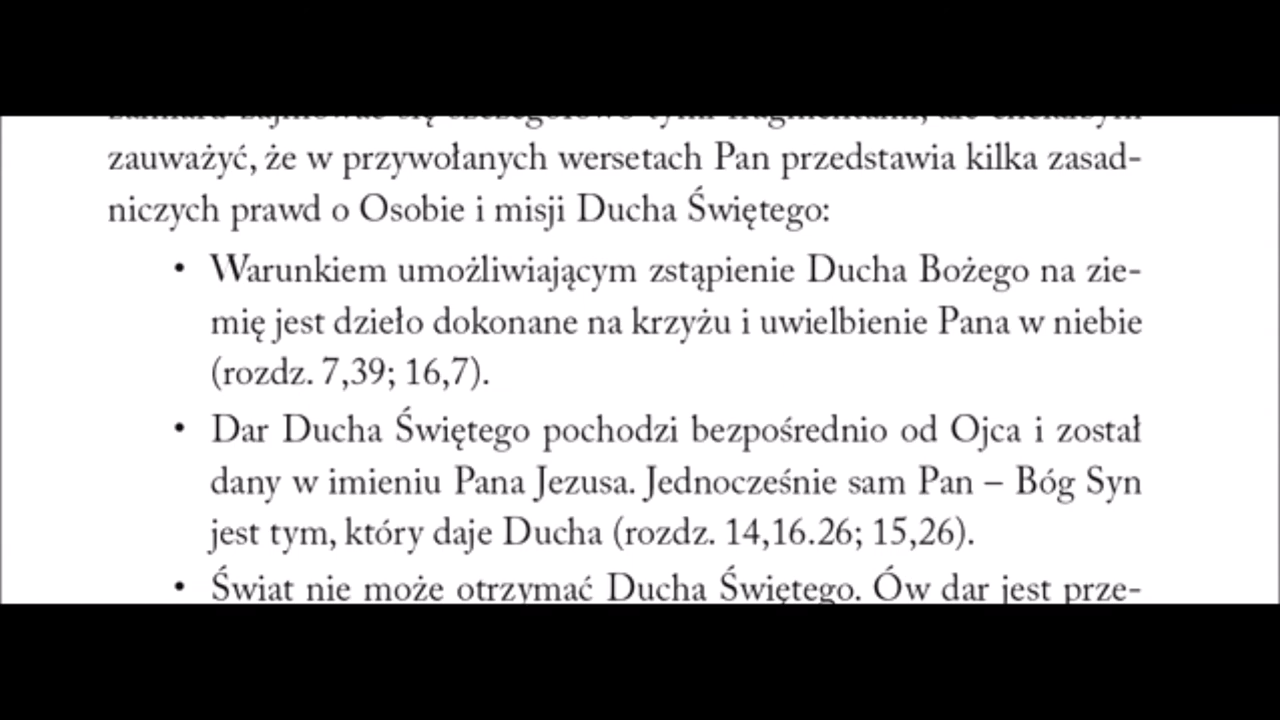 zauważyć, że w przywołanych wersetach Pan przedstawia kilka zasad-
niczych prawd o Osobie i misji Ducha Świętego:
• Warunkiem umożliwiającym zstąpienie Ducha Bożego na zie-
mię jest dzieło dokonane na krzyżu i uwielbienie Pana w niebie
(rozdz. 7,39; 16,7).
• Dar Ducha Świętego pochodzi bezpośrednio od Ojca i został
dany w imieniu Pana Jezusa. Jednocześnie sam Pan – Bóg Syn
jest tym, który daje Ducha (rozdz. 14,16.26; 15,26).
• Świat nie może otrzymać Ducha Świętego. Ów dar jest prze-